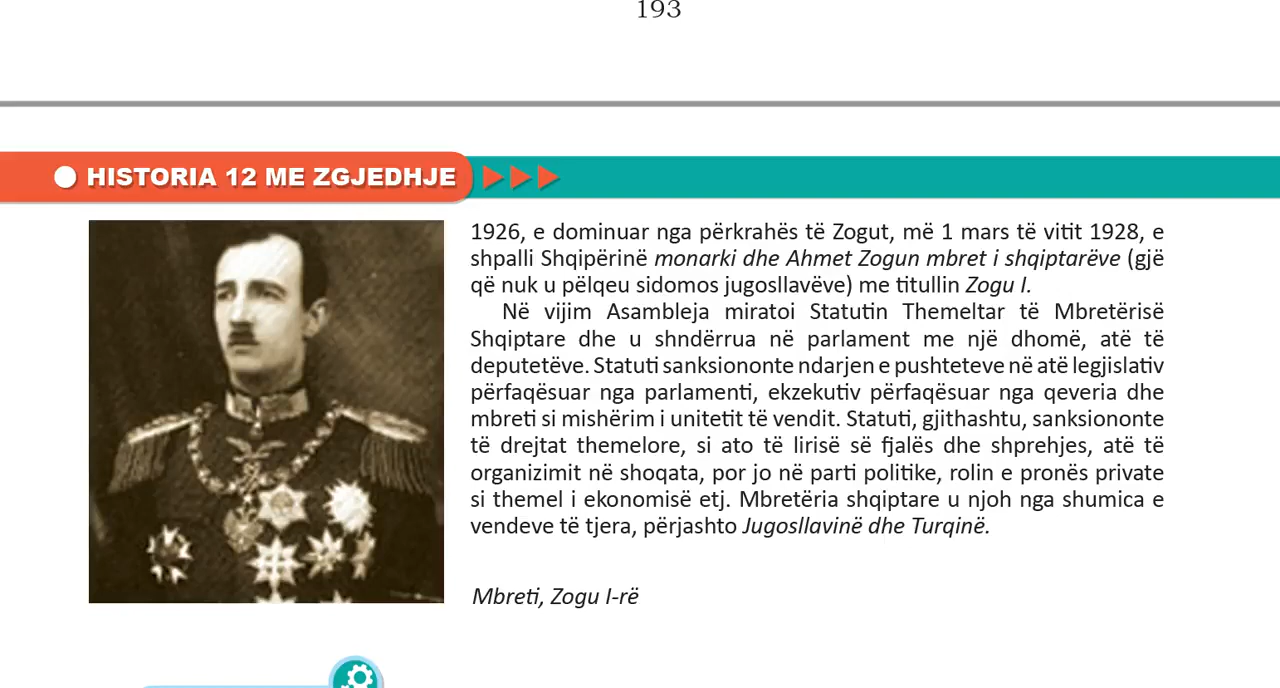 193
HISTORIA 12 ME ZGJEDHJE
1926, e dominuar nga përkrahës të Zogut, më 1 mars të vitit 1928, e
shpalli Shqipërinë monarki dhe Ahmet Zogun mbret i shqiptarëve (gjë
që nuk u pëlqeu sidomos jugosllavëve) me titullin Zogu I.
Në vijim Asambleja miratoi Statutin Themeltar të Mbretërisë
Shqiptare dhe u shndërrua në parlament me një dhomë, atë të
deputetëve. Statuti sanksiononte ndarjen e pushteteve në atë legjislativ
përfaqësuar nga parlamenti, ekzekutiv përfaqësuar nga qeveria dhe
mbreti si mishërim i unitetit të vendit. Statuti, gjithashtu, sanksiononte
të drejtat themelore, si ato të lirisë së fjalës dhe shprehjes, atë të
organizimit në shoqata, por jo në parti politike, rolin e pronës private
si themel i ekonomisë etj. Mbretëria shqiptare u njoh nga shumica e
vendeve të tjera, përjashto Jugosllavinë dhe Turqinë.
Mbreti, Zogu I-rë